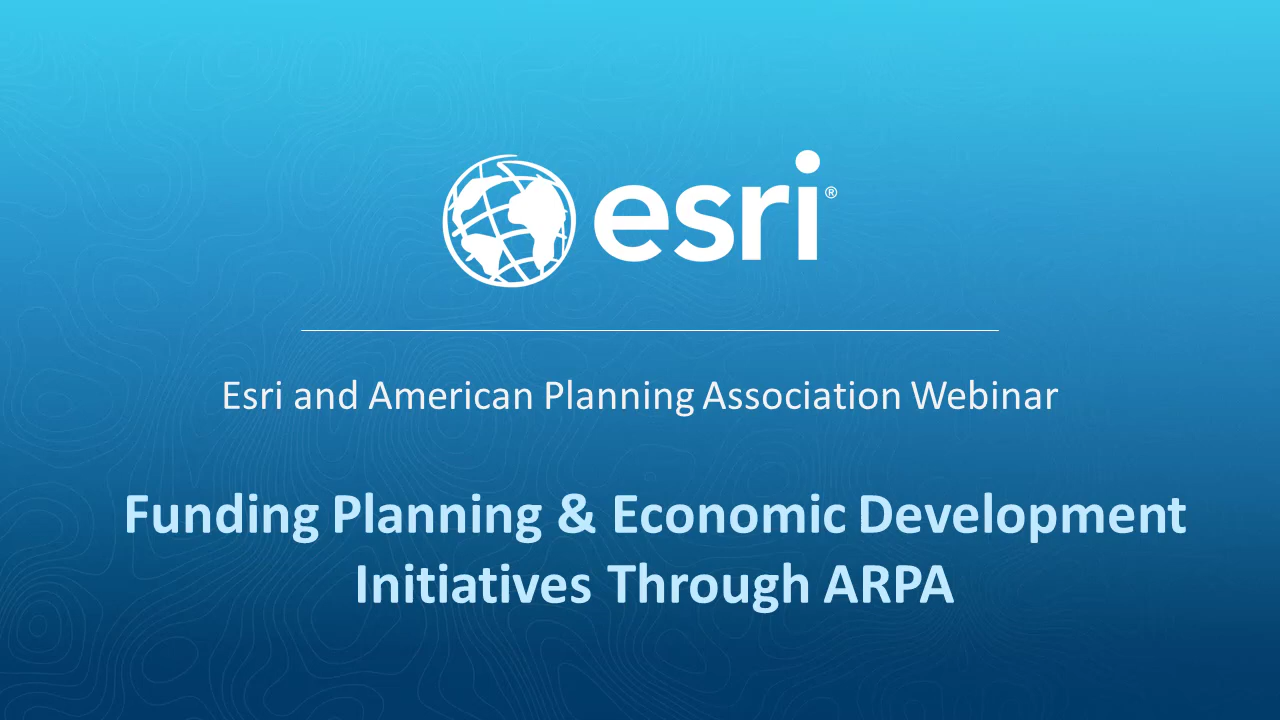 esri®
Esri and American Planning Association Webinar
Funding Planning & Economic Development
Initiatives Through ARPA